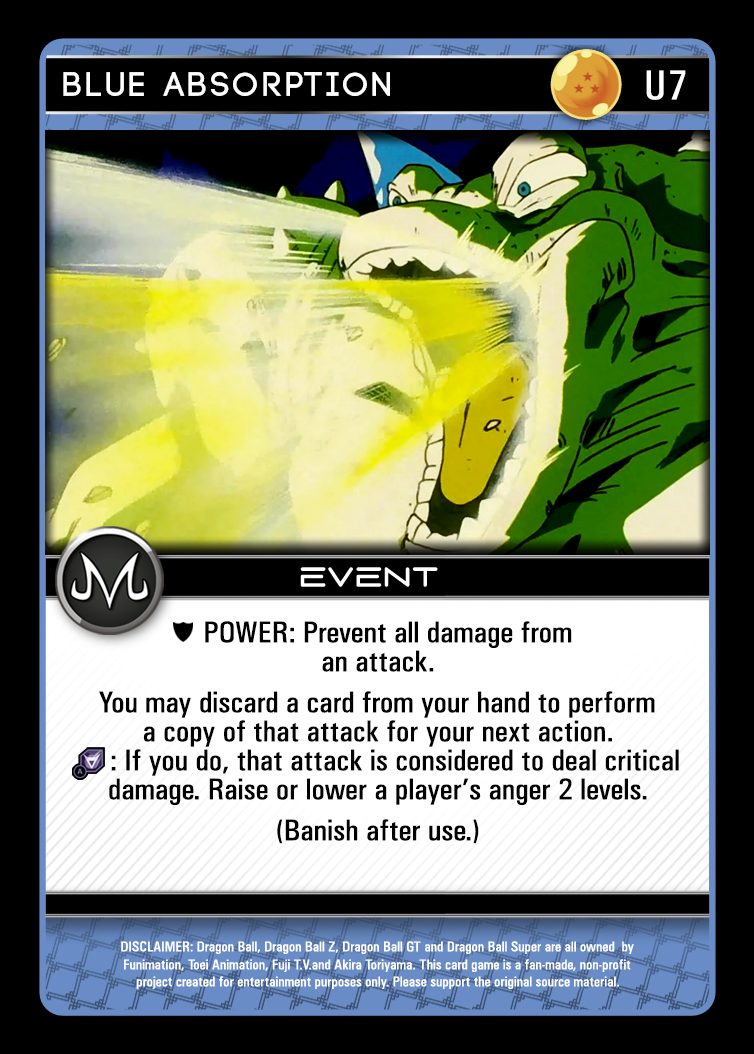 BLUE ABSORPTION
U7
EVENT
POWER: Prevent all damage from
an attack.
You may discard a card from your hand to perform
a copy of that attack for your next action.
A : If you do, that attack is considered to deal critical
damage. Raise or lower a player's anger 2 levels.
(Banish after use.)
DISCLAIMER: Dragon Ball, Dragon Ball Z, Dragon Ball GT and Dragon Ball Super are all owned by
Funimation, Toei Animation, Fuji T.V.and Akira Toriyama. This card game is a fan-made, non-profit
project created for entertainment purposes only. Please support the original source material.